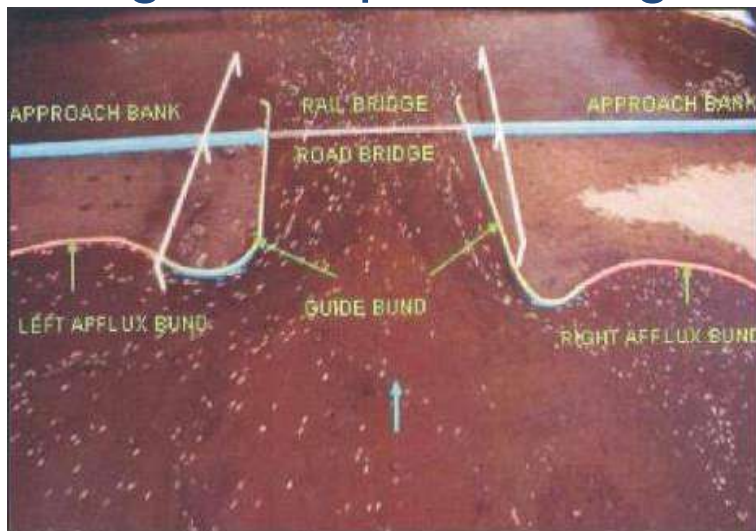 APPROACH BANK
RAIL BRIDGE
APPROACH BANK
ROAD BRIDGE
GUIDE BUND
LEFT AFFLUX BUND
RIGHT AFFLUX BUND